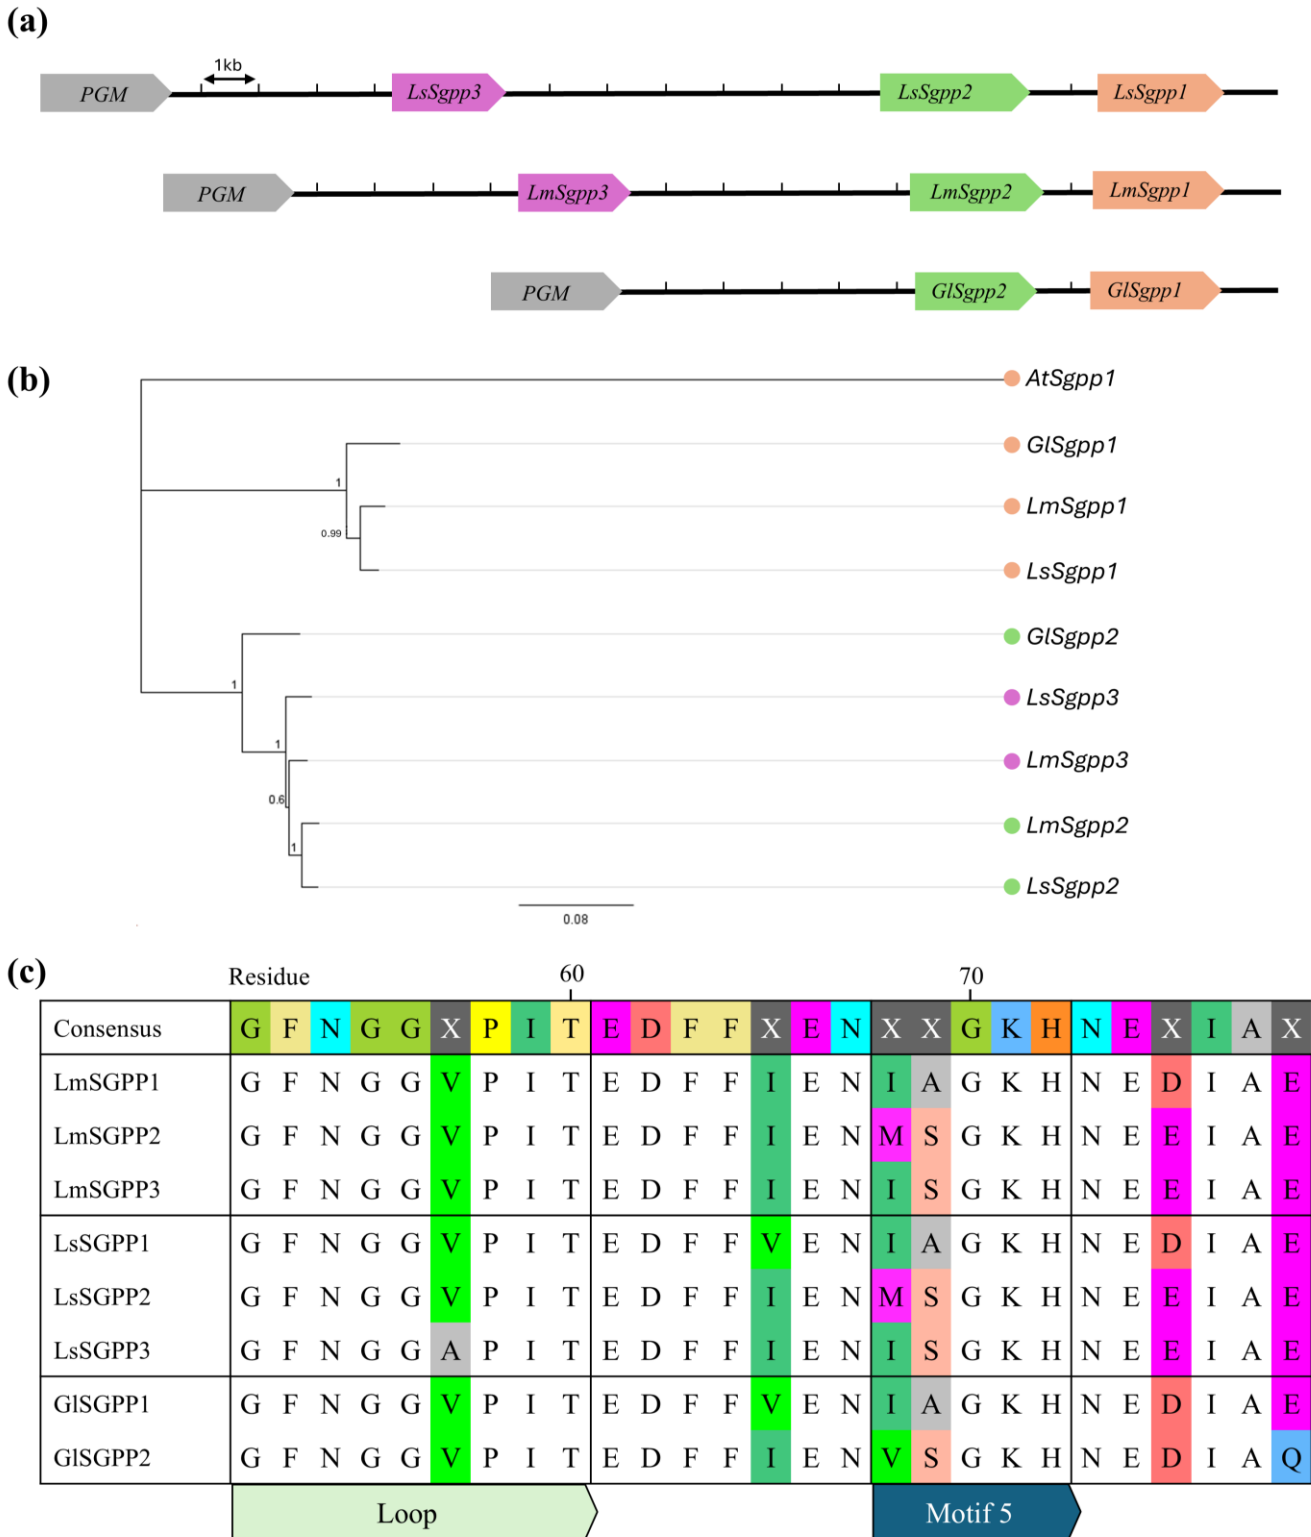 (a)
1kb
PGM LsSgpp3 LsSgpp2 LsSgpp1
PGM LmSgpp3 LmSgpp2 LmSgpp1
PGM GlSgpp2 GlSgpp1
(b)
AtSgpp1
GlSgpp1
1
LmSgpp1
0.99
LsSgpp1
GlSgpp2
1
LsSgpp3
1
LmSgpp3
0.6
LmSgpp2
1
LsSgpp2
0.08
(c)
Residue 60 70
Consensus G F N G G X P I T E D F F X E N X X G K H N E X I A X
LmSGPP1 G F N G G V P I T E D F F I E N I A G K H N E D I A E
LmSGPP2 G F N G G V P I T E D F F I E N M S G K H N E E I A E
LmSGPP3 G F N G G V P I T E D F F I E N I S G K H N E E I A E
LsSGPP1 G F N G G V P I T E D F F V E N I A G K H N E D I A E
LsSGPP2 G F N G G V P I T E D F F I E N M S G K H N E E I A E
LsSGPP3 G F N G G A P I T E D F F I E N I S G K H N E E I A E
GlSGPP1 G F N G G V P I T E D F F V E N I A G K H N E D I A E
GlSGPP2 G F N G G V P I T E D F F I E N V S G K H N E D I A Q
Loop Motif 5